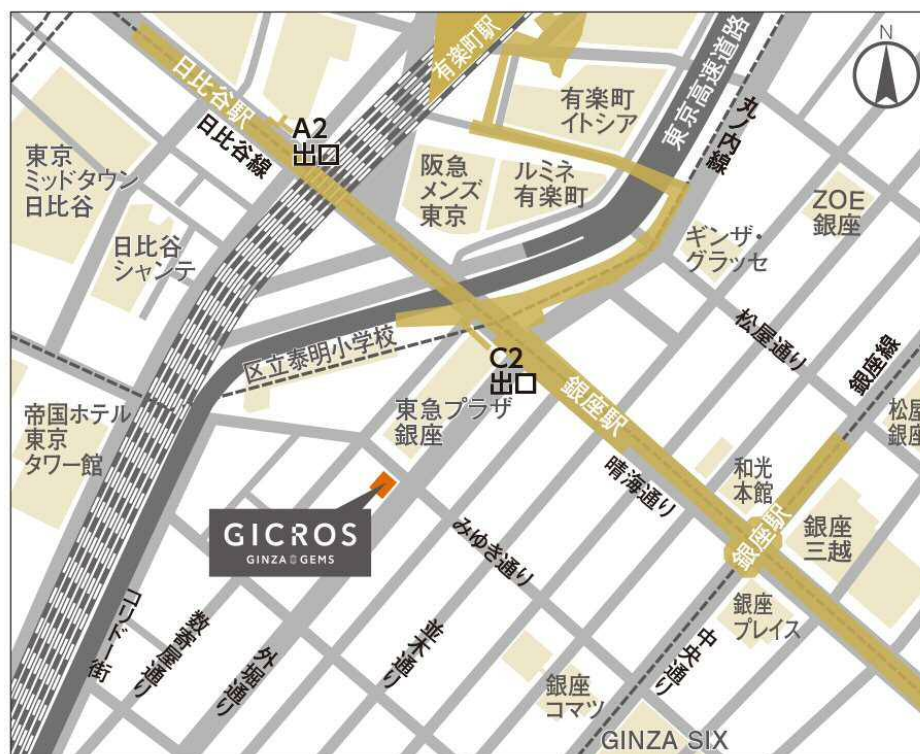 N
有楽町駅
東京高速道路
日比谷駅
日比谷線
A2
出口
有楽町
イトシア
丸ノ内線
東京
ミッドタウン
日比谷
阪急
メンズ
東京
ルミネ
有楽町
ZOE
銀座
日比谷
シャンテ
ギンザ・
グラッセ
松屋通り
銀座線
区立泰明小学校
C2
出口
銀座駅
帝国ホテル
東京
タワー館
東急プラザ
銀座
松屋
銀座
晴海通り
和光
本館
GICROS
GINZA GEMS
みゆき通り
銀座駅
銀座
三越
コリドー街
数寄屋通り
外堀通り
並木通り
銀座
プレイス
中央通り
銀座
コマツ
GINZA SIX